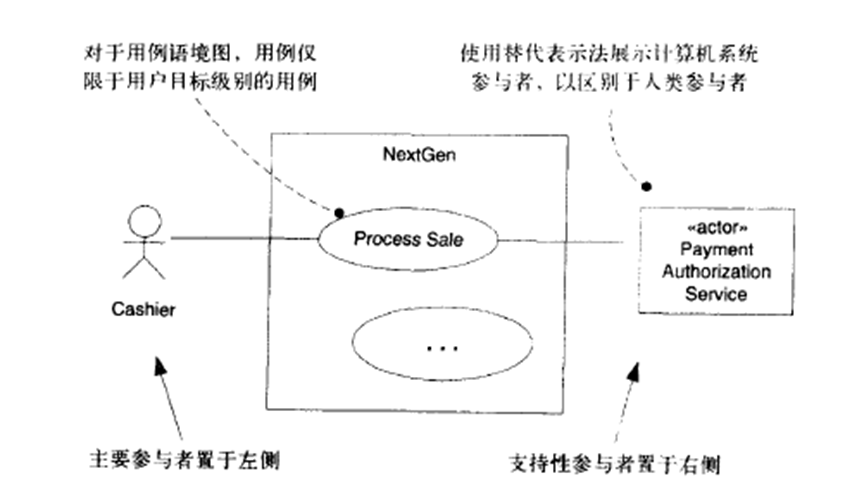 对于用例语境图，用例仅
限于用户目标级别的用例
使用替代表示法展示计算机系统
参与者，以区别于人类参与者
NextGen
Process Sale
«actor»
Payment
Authorization
Service
Cashier
...
主要参与者置于左侧
支持性参与者置于右侧